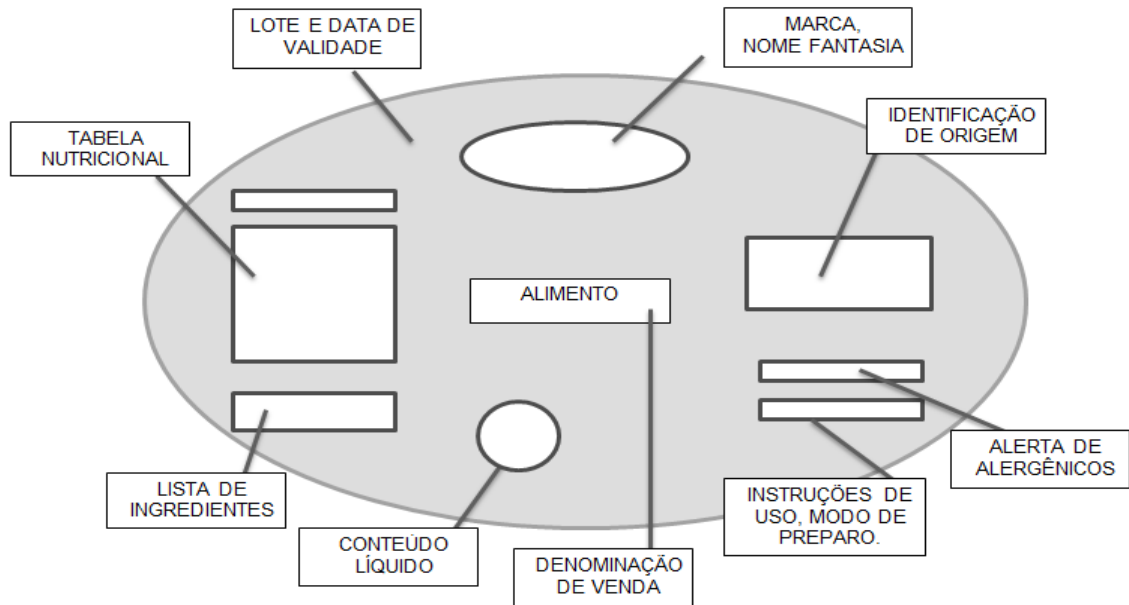 LOTE E DATA DE
VALIDADE
MARCA,
NOME FANTASIA
TABELA
NUTRICIONAL
IDENTIFICAÇÃO
DE ORIGEM
ALIMENTO
LISTA DE
INGREDIENTES
CONTEÚDO
LÍQUIDO
DENOMINAÇÃO
DE VENDA
INSTRUÇÕES DE
USO, MODO DE
PREPARO.
ALERTA DE
ALERGÊNICOS